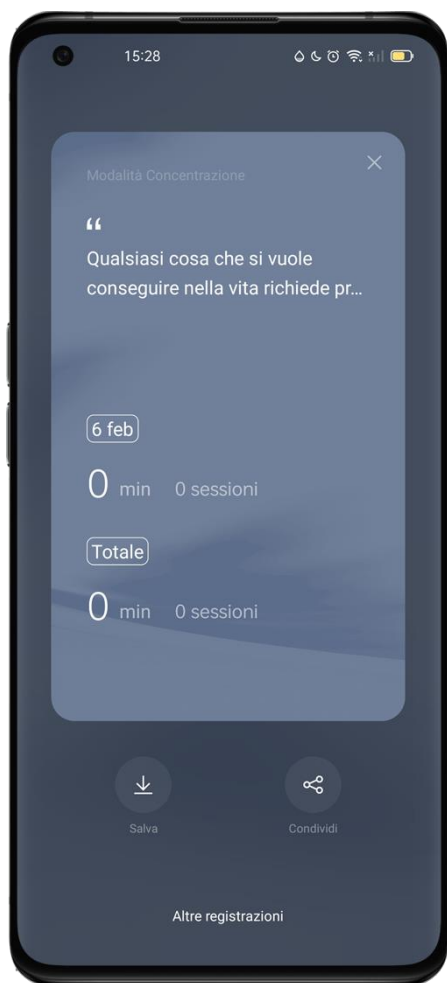 15:28
Modalità Concentrazione
“
Qualsiasi cosa che si vuole
conseguire nella vita richiede pr...
6 feb
0 min 0 sessioni
Totale
0 min 0 sessioni
Salva
Condividi
Altre registrazioni